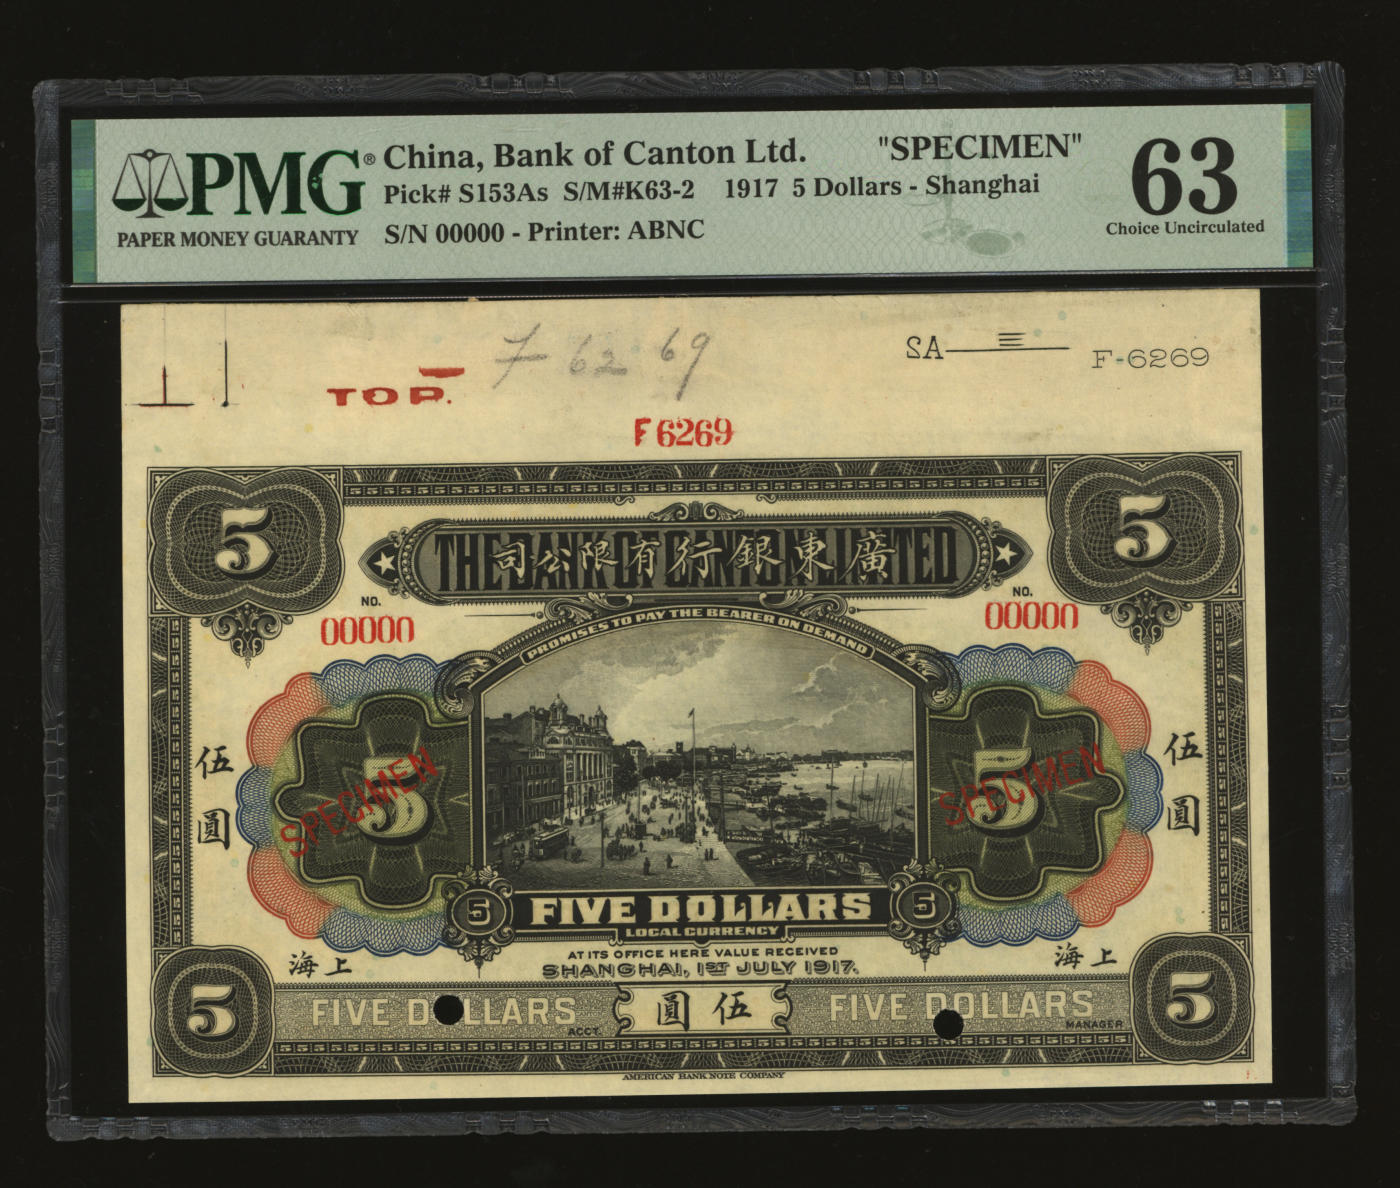 PMG® China, Bank of Canton Ltd. "SPECIMEN" 63
Pick# S153As S/M#K63-2 1917 5 Dollars - Shanghai
PAPER MONEY GUARANTY S/N 00000 - Printer: ABNC Choice Uncirculated
7 62 69 SA F-6269
TOP.
F 6269
5 5
THE BANK OF CANTON LIMITED
司公限有行銀東廣
NO. 00000 NO. 00000
PROMISES TO PAY THE BEARER ON DEMAND
伍圓 伍圓
5 5
SPECIMEN SPECIMEN
5 FIVE DOLLARS 5
LOCAL CURRENCY
AT ITS OFFICE HERE VALUE RECEIVED
海上 SHANGHAI, 1ST JULY 1917. 海上
5 FIVE DOLLARS 圓伍 FIVE DOLLARS 5
ACCT. MANAGER
AMERICAN BANK NOTE COMPANY